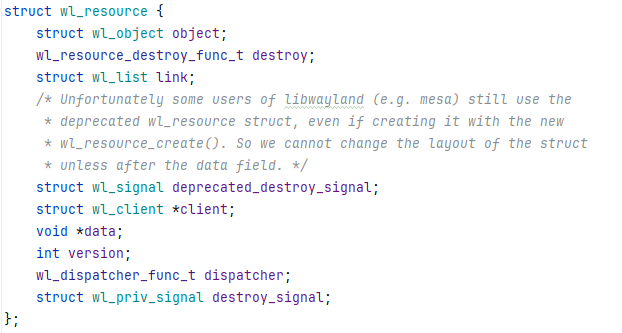 struct wl_resource {
    struct wl_object object;
    wl_resource_destroy_func_t destroy;
    struct wl_list link;
    /* Unfortunately some users of libwayland (e.g. mesa) still use the
     * deprecated wl_resource struct, even if creating it with the new
     * wl_resource_create(). So we cannot change the layout of the struct
     * unless after the data field. */
    struct wl_signal deprecated_destroy_signal;
    struct wl_client *client;
    void *data;
    int version;
    wl_dispatcher_func_t dispatcher;
    struct wl_priv_signal destroy_signal;
};